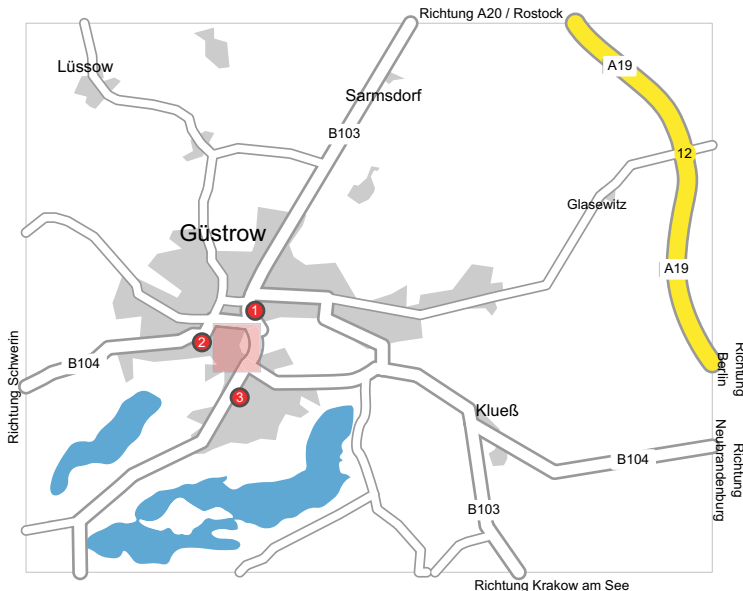 Richtung A20 / Rostock
A19
Lüssow
Sarmsdorf
B103
12
Glasewitz
Güstrow
A19
1
2
B104
Richtung Schwerin
Richtung
Berlin
3
Klueß
Richtung
Neubrandenburg
B104
B103
Richtung Krakow am See